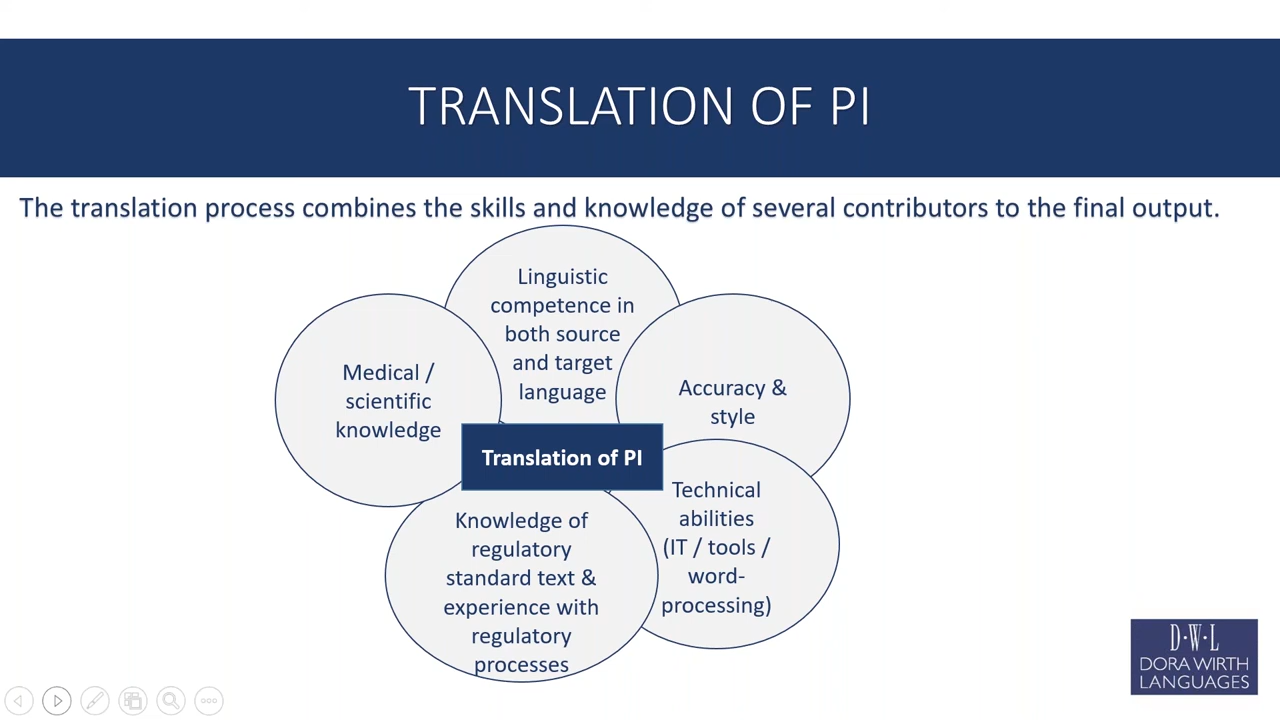 TRANSLATION OF PI
The translation process combines the skills and knowledge of several contributors to the final output.
Linguistic
competence in
both source
and target
language
Medical /
scientific
knowledge
Accuracy &
style
Translation of PI
Technical
abilities
(IT / tools /
word-
processing)
Knowledge of
regulatory
standard text &
experience with
regulatory
processes
D·W·L
DORA WIRTH
LANGUAGES